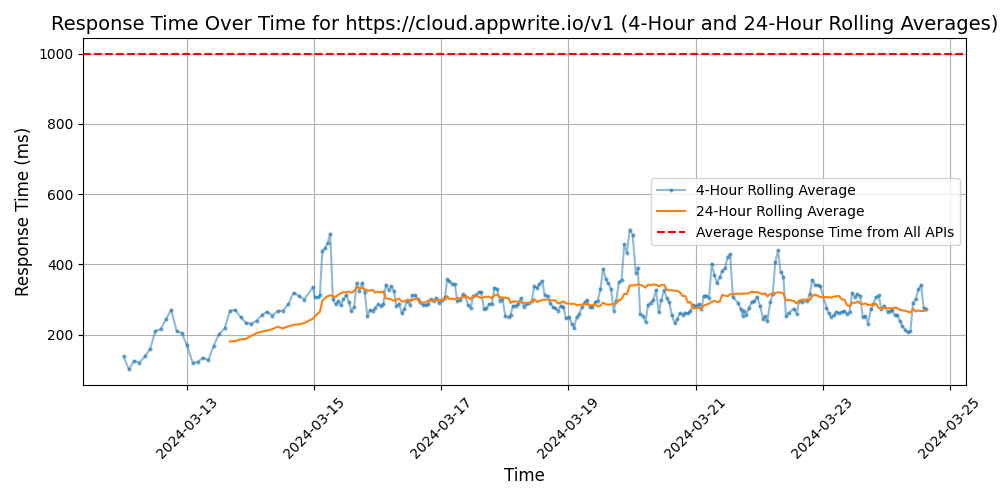 Response Time Over Time for https://cloud.appwrite.io/v1 (4-Hour and 24-Hour Rolling Averages)
Response Time (ms)
1000
800
600
400
200
4-Hour Rolling Average
24-Hour Rolling Average
Average Response Time from All APIs
2024-03-13
2024-03-15
2024-03-17
2024-03-19
2024-03-21
2024-03-23
2024-03-25
Time